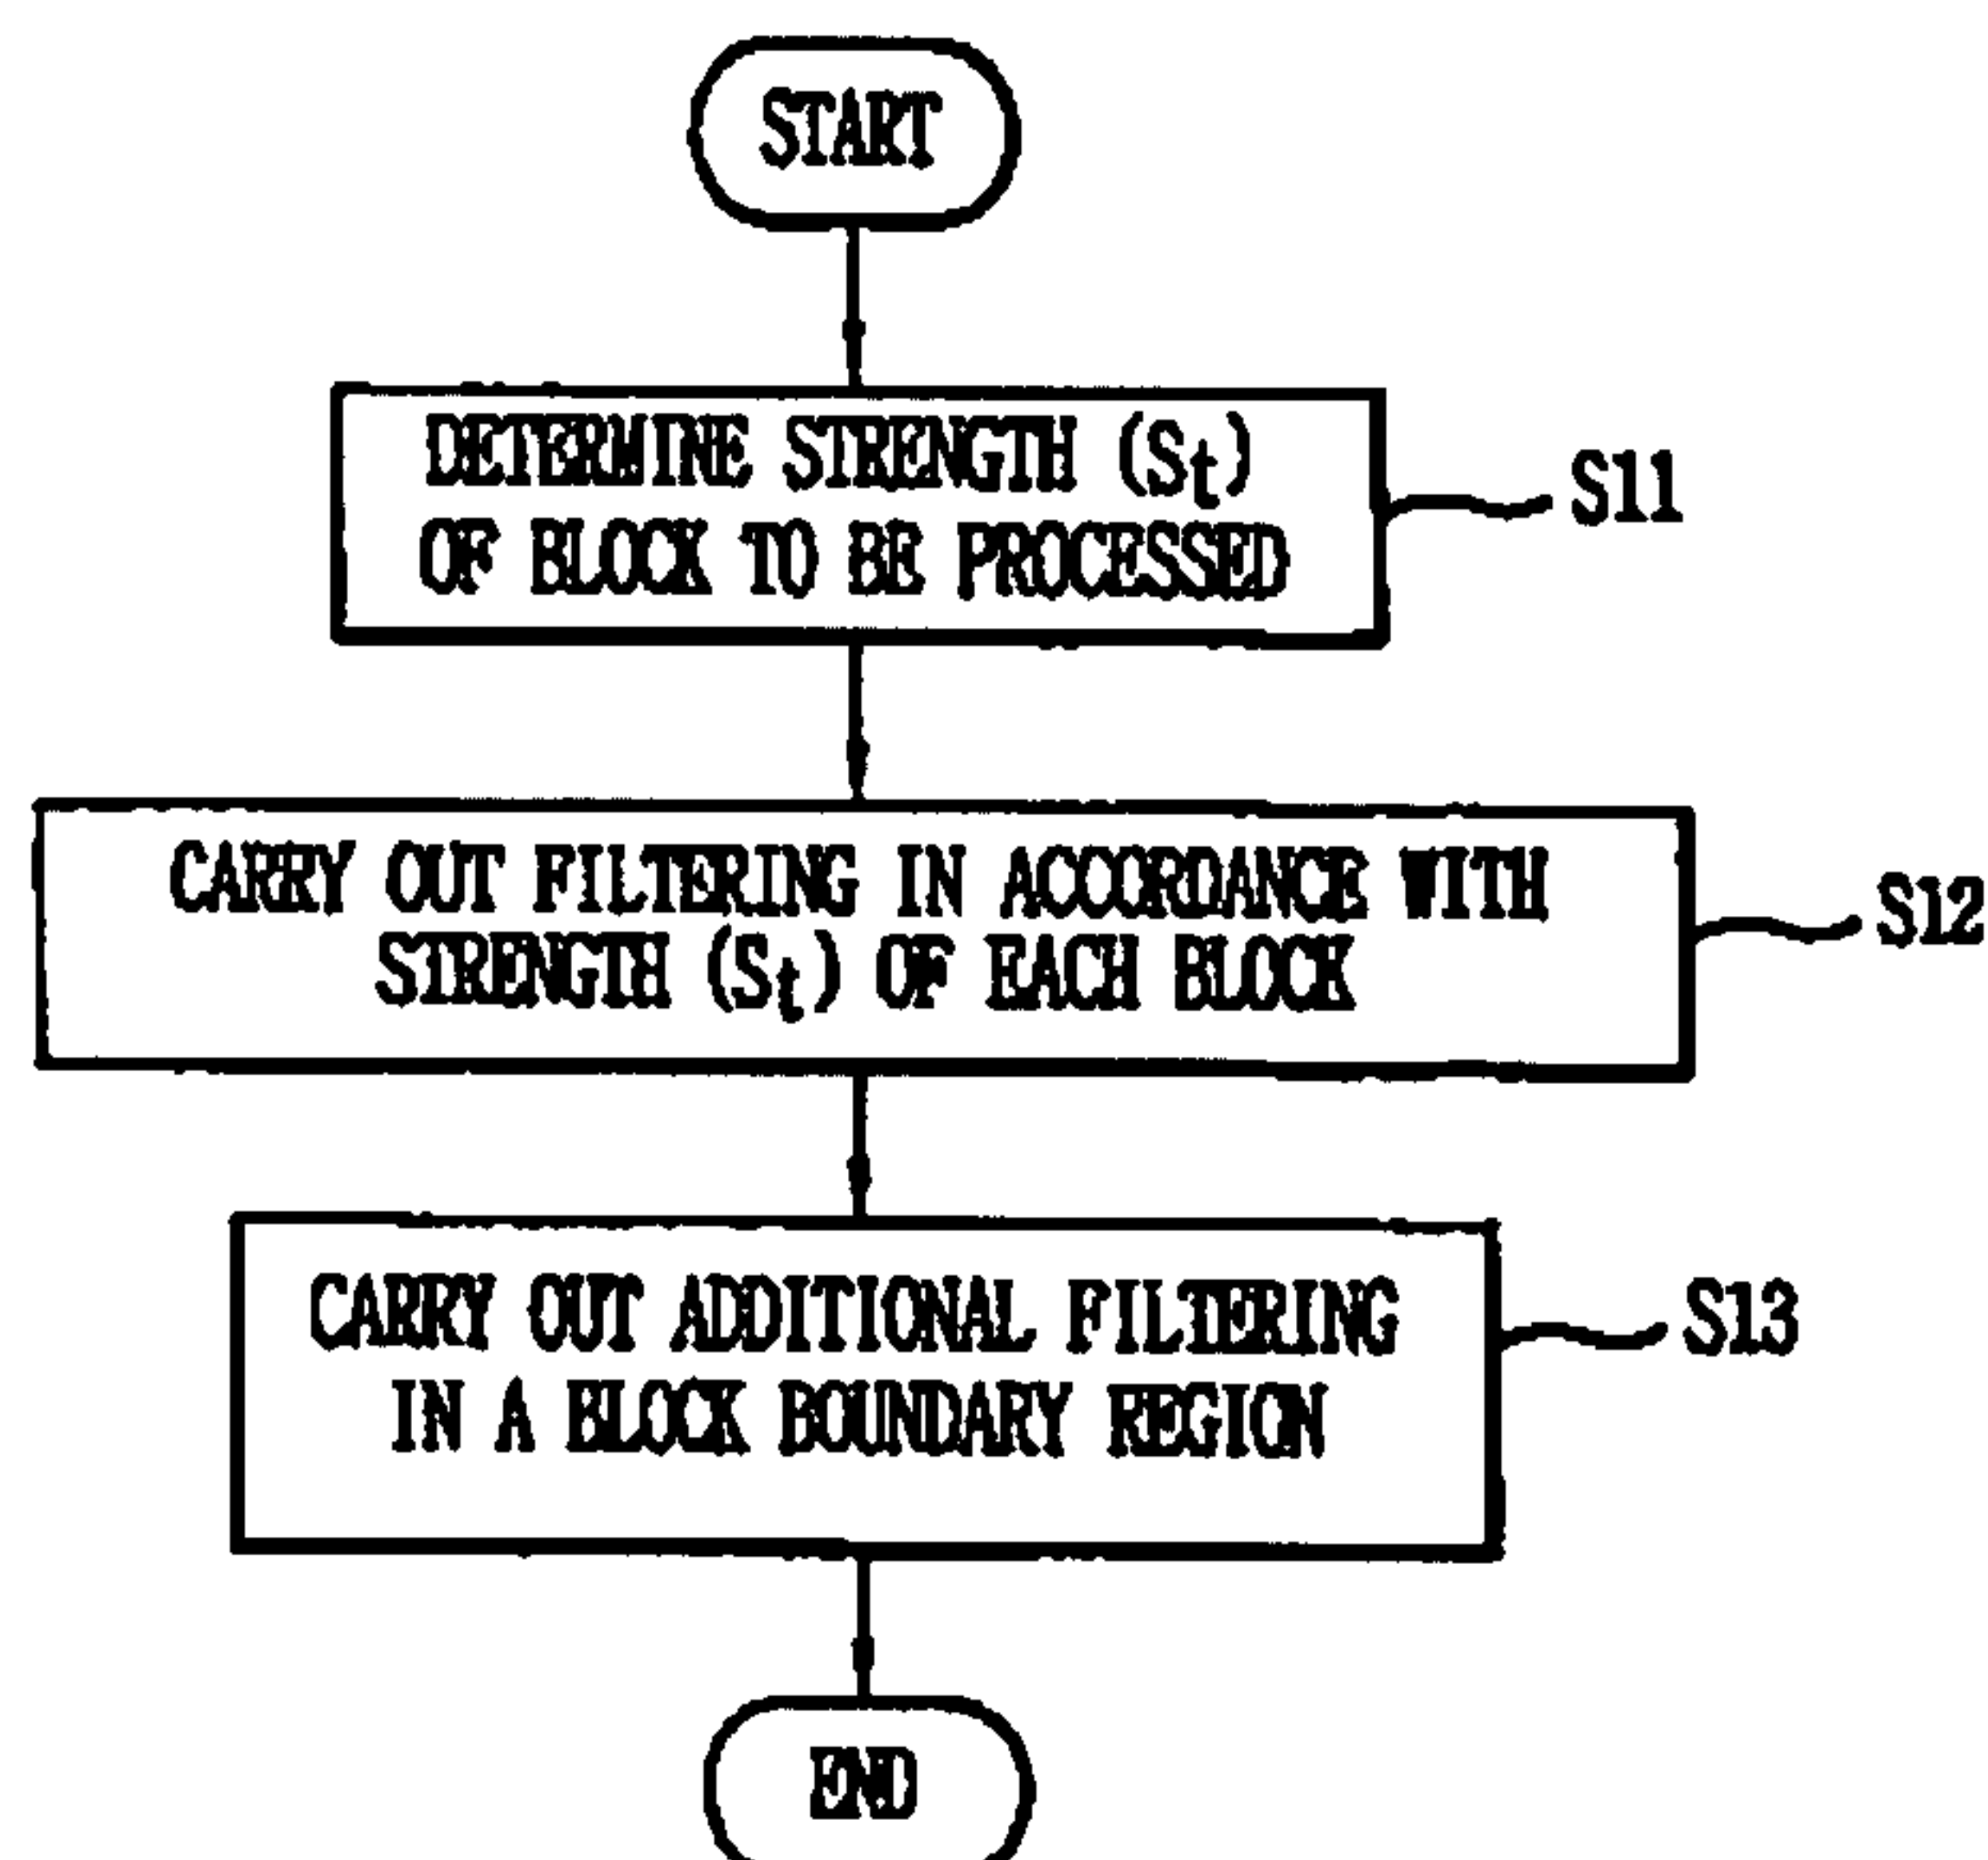 START
DETERMINE STRENGTH (St)
OF BLOCK TO BE PROCESSED
S11
CARRY OUT FILTERING IN ACCORDANCE WITH
STRENGTH (St) OF EACH BLOCK
S12
CARRY OUT ADDITIONAL FILTERING
IN A BLOCK BOUNDARY REGION
S13
END